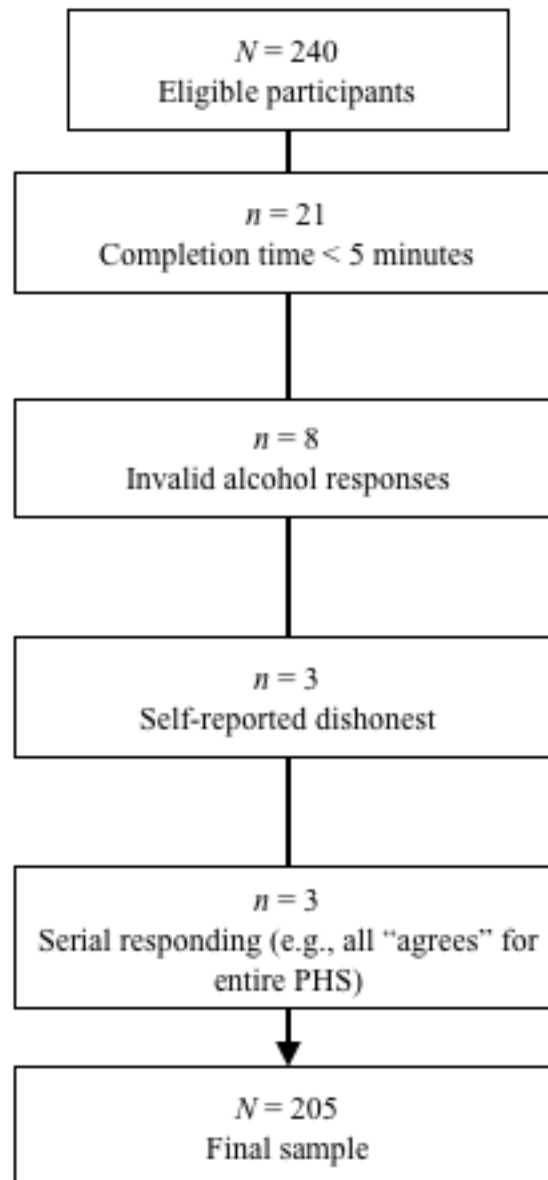 N = 240
Eligible participants
n = 21
Completion time < 5 minutes
n = 8
Invalid alcohol responses
n = 3
Self-reported dishonest
n = 3
Serial responding (e.g., all “agrees” for
entire PHS)
N = 205
Final sample